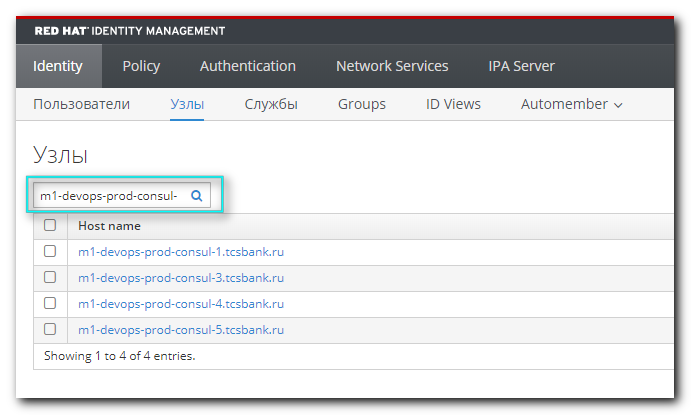 RED HAT IDENTITY MANAGEMENT
Identity Policy Authentication Network Services IPA Server
Пользователи Узлы Службы Groups ID Views Automember
Узлы
m1-devops-prod-consul-
Host name
m1-devops-prod-consul-1.tcsbank.ru
m1-devops-prod-consul-3.tcsbank.ru
m1-devops-prod-consul-4.tcsbank.ru
m1-devops-prod-consul-5.tcsbank.ru
Showing 1 to 4 of 4 entries.